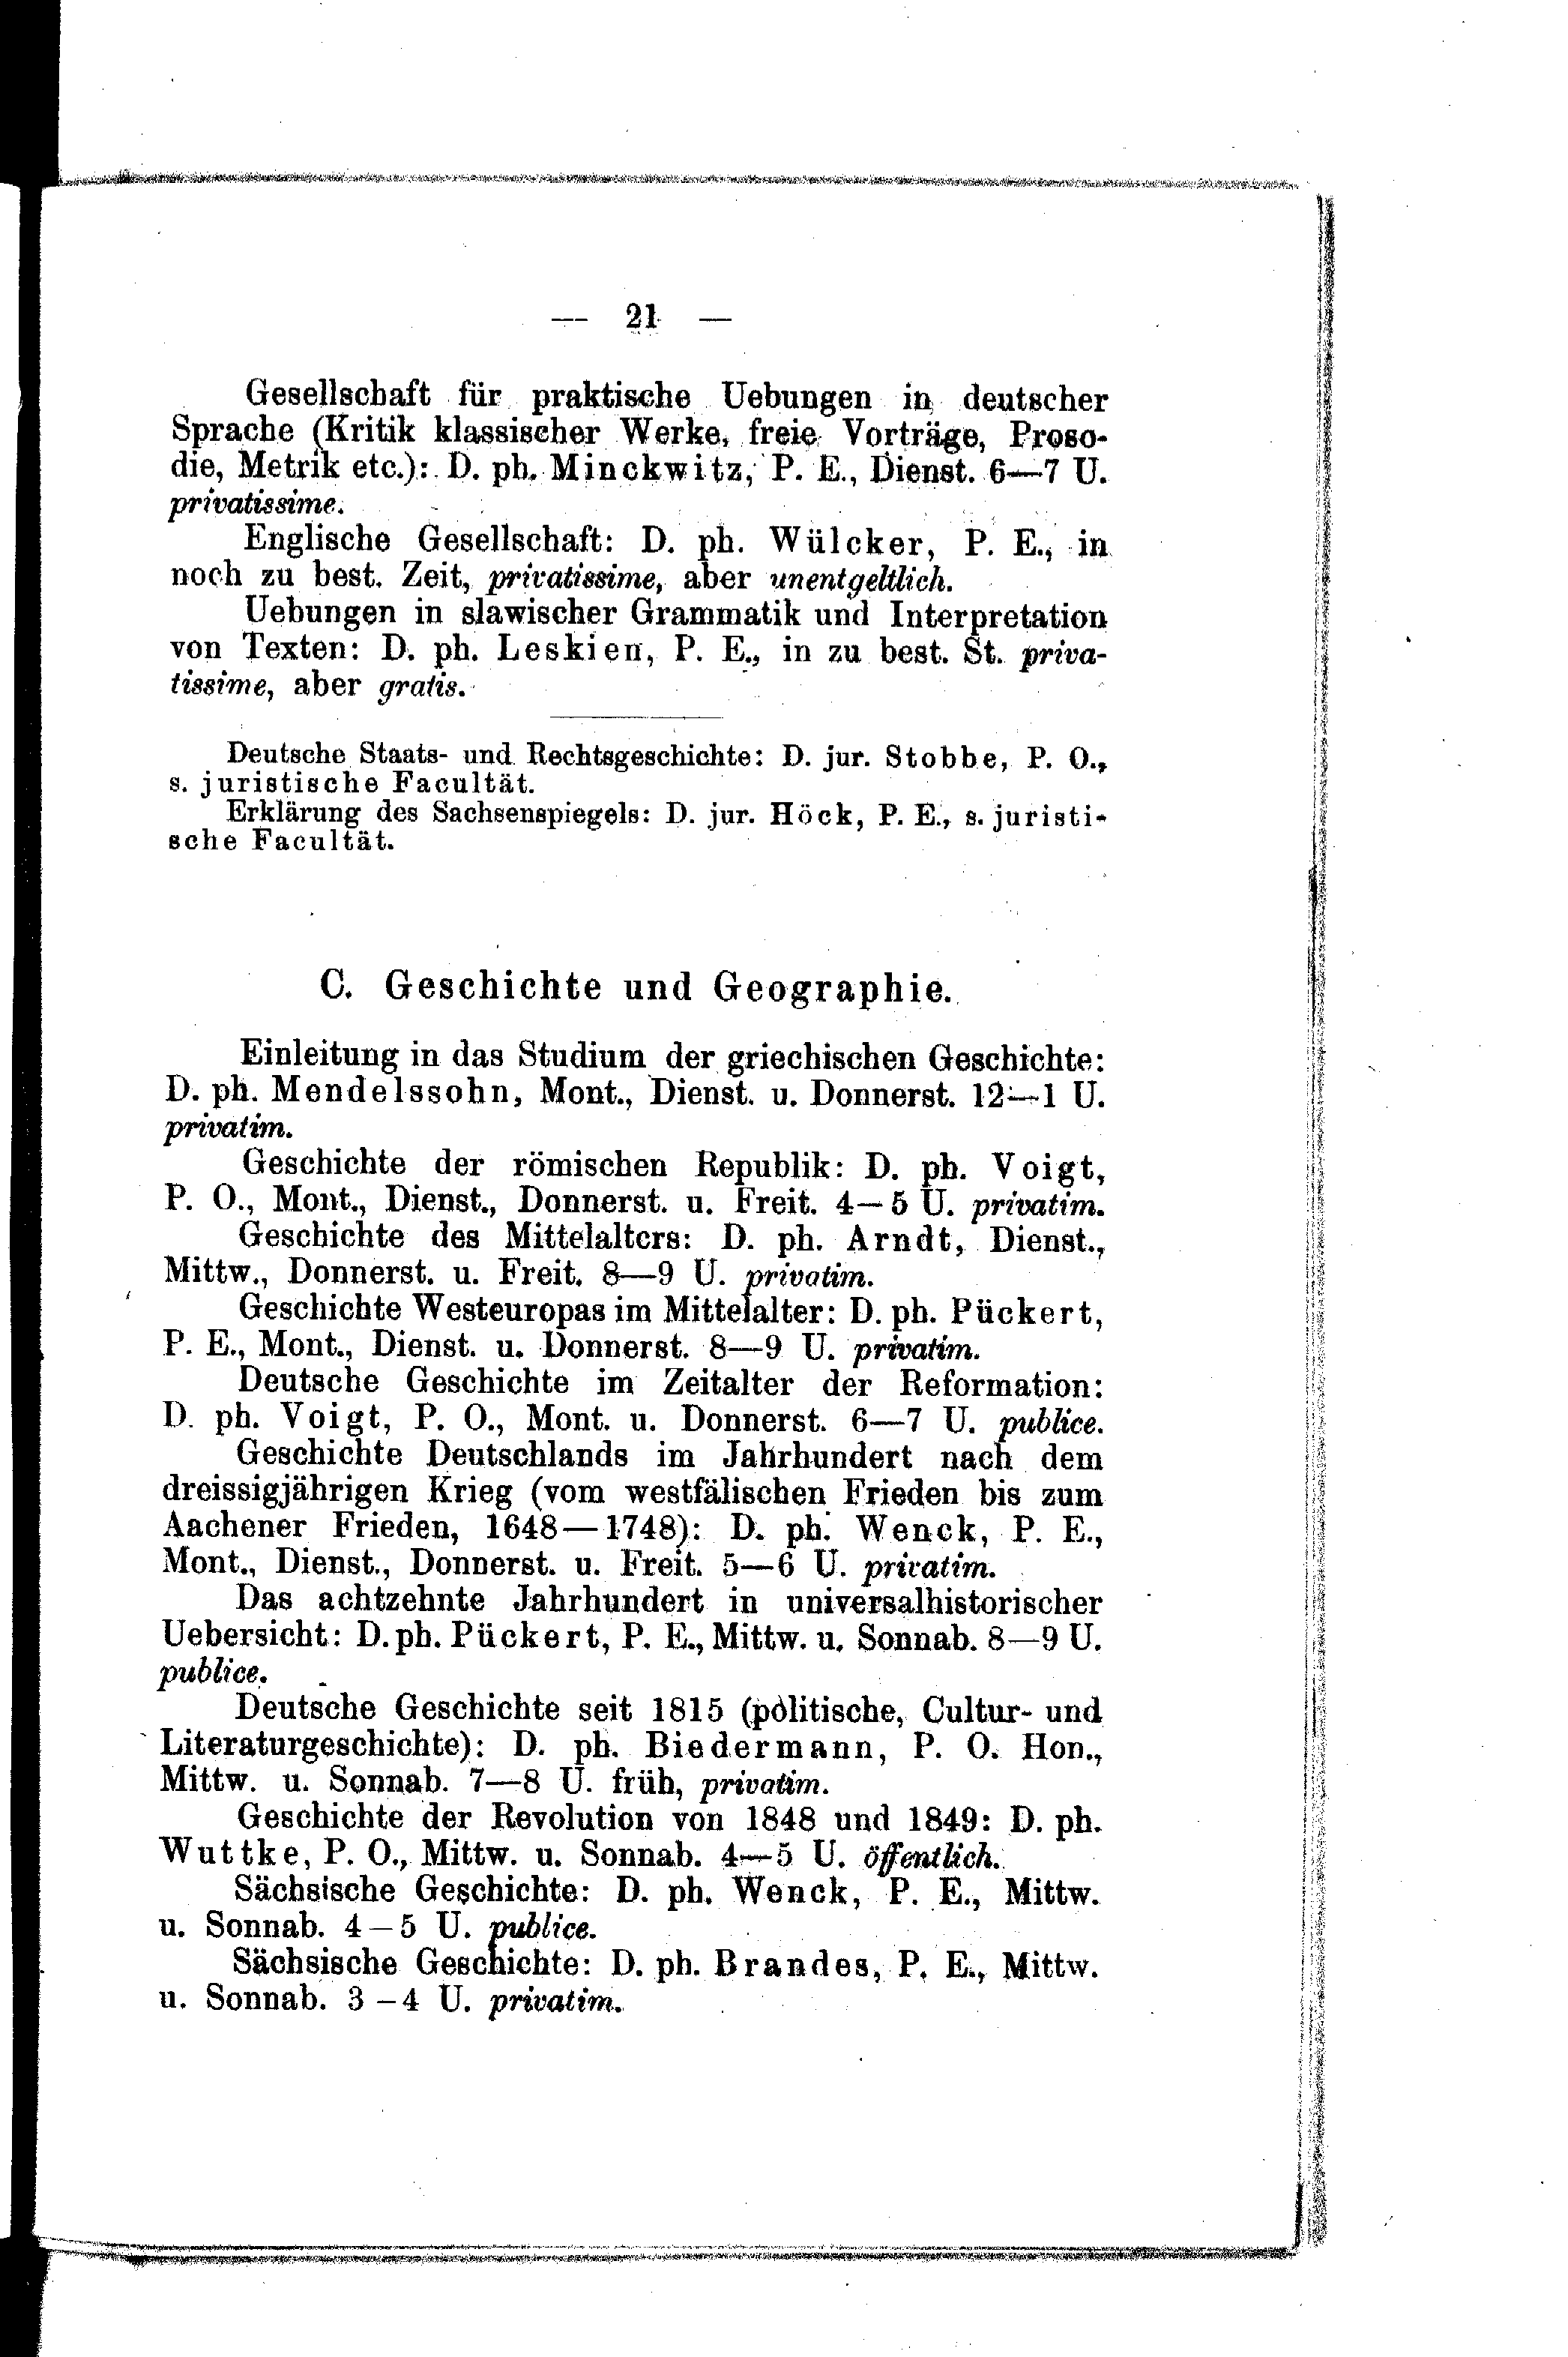 — 21 —
Gesellschaft für praktische Uebungen in deutscher
Sprache (Kritik klassischer Werke, freie Vorträge, Proso-
die, Metrik etc.): D. ph. Minckwitz, P. E., Dienst. 6—7 U.
privatissime.
Englische Gesellschaft: D. ph. Wülcker, P. E., in
noch zu best. Zeit, privatissime, aber unentgeltlich.
Uebungen in slawischer Grammatik und Interpretation
von Texten: D. ph. Leskien, P. E., in zu best. St. priva-
tissime, aber gratis.
Deutsche Staats- und Rechtsgeschichte: D. jur. Stobbe, P. O.,
s. juristische Facultät.
Erklärung des Sachsenspiegels: D. jur. Höck, P. E., s. juristi-
sche Facultät.
C. Geschichte und Geographie.
Einleitung in das Studium der griechischen Geschichte:
D. ph. Mendelssohn, Mont., Dienst. u. Donnerst. 12—1 U.
privatim.
Geschichte der römischen Republik: D. ph. Voigt,
P. O., Mont., Dienst., Donnerst. u. Freit. 4—5 U. privatim.
Geschichte des Mittelalters: D. ph. Arndt, Dienst.,
Mittw., Donnerst. u. Freit. 8—9 U. privatim.
Geschichte Westeuropas im Mittelalter: D. ph. Pückert,
P. E., Mont., Dienst. u. Donnerst. 8—9 U. privatim.
Deutsche Geschichte im Zeitalter der Reformation:
D. ph. Voigt, P. O., Mont. u. Donnerst. 6—7 U. publice.
Geschichte Deutschlands im Jahrhundert nach dem
dreissigjährigen Krieg (vom westfälischen Frieden bis zum
Aachener Frieden, 1648—1748): D. ph. Wenck, P. E.,
Mont., Dienst., Donnerst. u. Freit. 5—6 U. privatim.
Das achtzehnte Jahrhundert in universalhistorischer
Uebersicht: D. ph. Pückert, P. E., Mittw. u. Sonnab. 8—9 U.
publice.
Deutsche Geschichte seit 1815 (politische, Cultur- und
Literaturgeschichte): D. ph. Biedermann, P. O. Hon.,
Mittw. u. Sonnab. 7—8 U. früh, privatim.
Geschichte der Revolution von 1848 und 1849: D. ph.
Wuttke, P. O., Mittw. u. Sonnab. 4—5 U. öffentlich.
Sächsische Geschichte: D. ph. Wenck, P. E., Mittw.
u. Sonnab. 4—5 U. publice.
Sächsische Geschichte: D. ph. Brandes, P. E., Mittw.
u. Sonnab. 3—4 U. privatim.